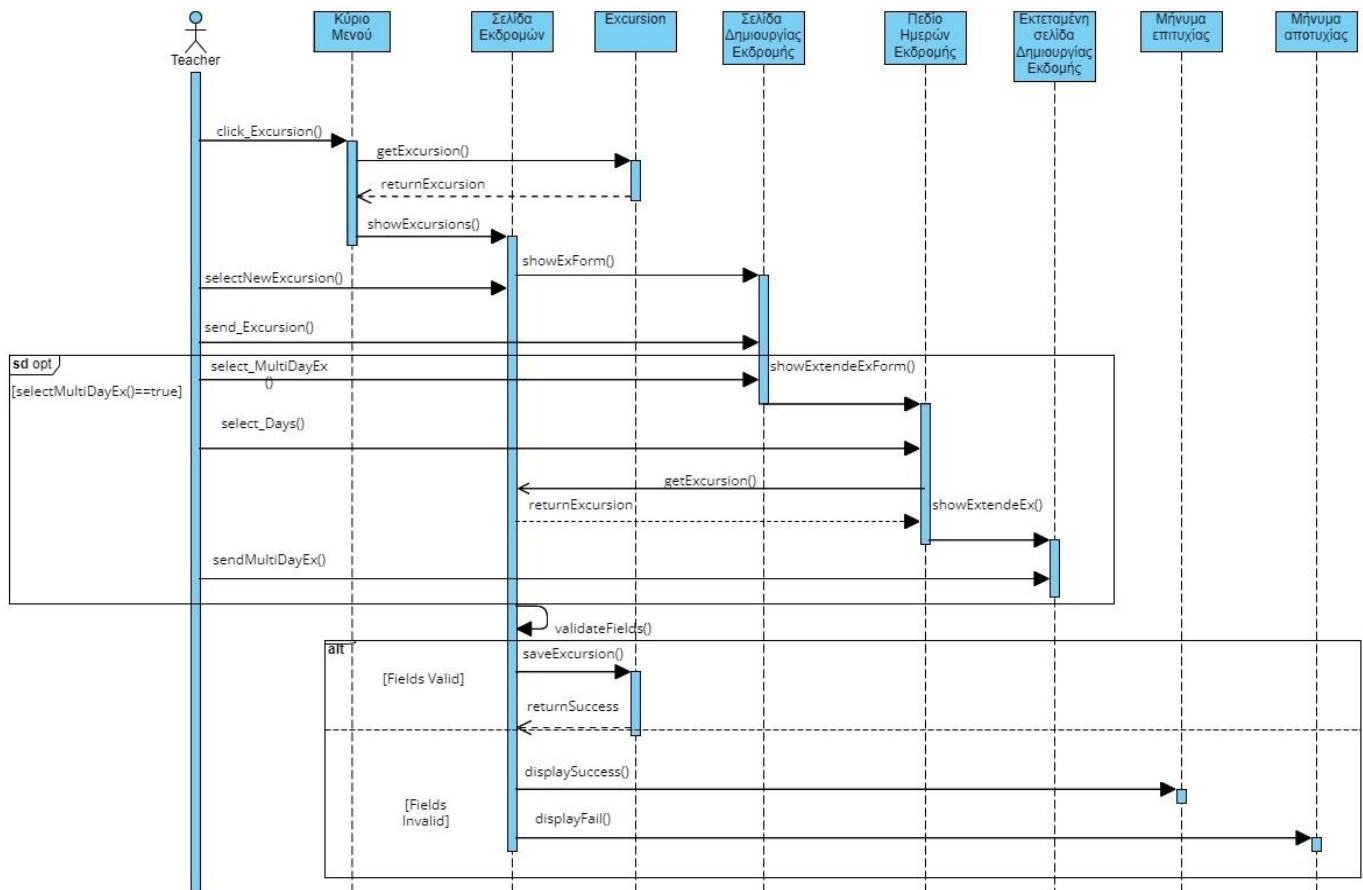 Teacher
Κύριο
Μενού
Σελίδα
Εκδρομών
Excursion
Σελίδα
Δημιουργίας
Εκδρομής
Πεδίο
Ημερών
Εκδρομής
Εκτεταμένη
σελίδα
Δημιουργίας
Εκδομής
Μήνυμα
επιτυχίας
Μήνυμα
αποτυχίας
click_Excursion()
getExcursion()
returnExcursion
showExcursions()
showExForm()
selectNewExcursion()
send_Excursion()
sd opt
[selectMultiDayEx()==true]
select_MultiDayEx
()
showExtendeExForm()
select_Days()
getExcursion()
returnExcursion
showExtendeEx()
sendMultiDayEx()
validateFields()
alt
saveExcursion()
[Fields Valid]
returnSuccess
displaySuccess()
[Fields
Invalid]
displayFail()